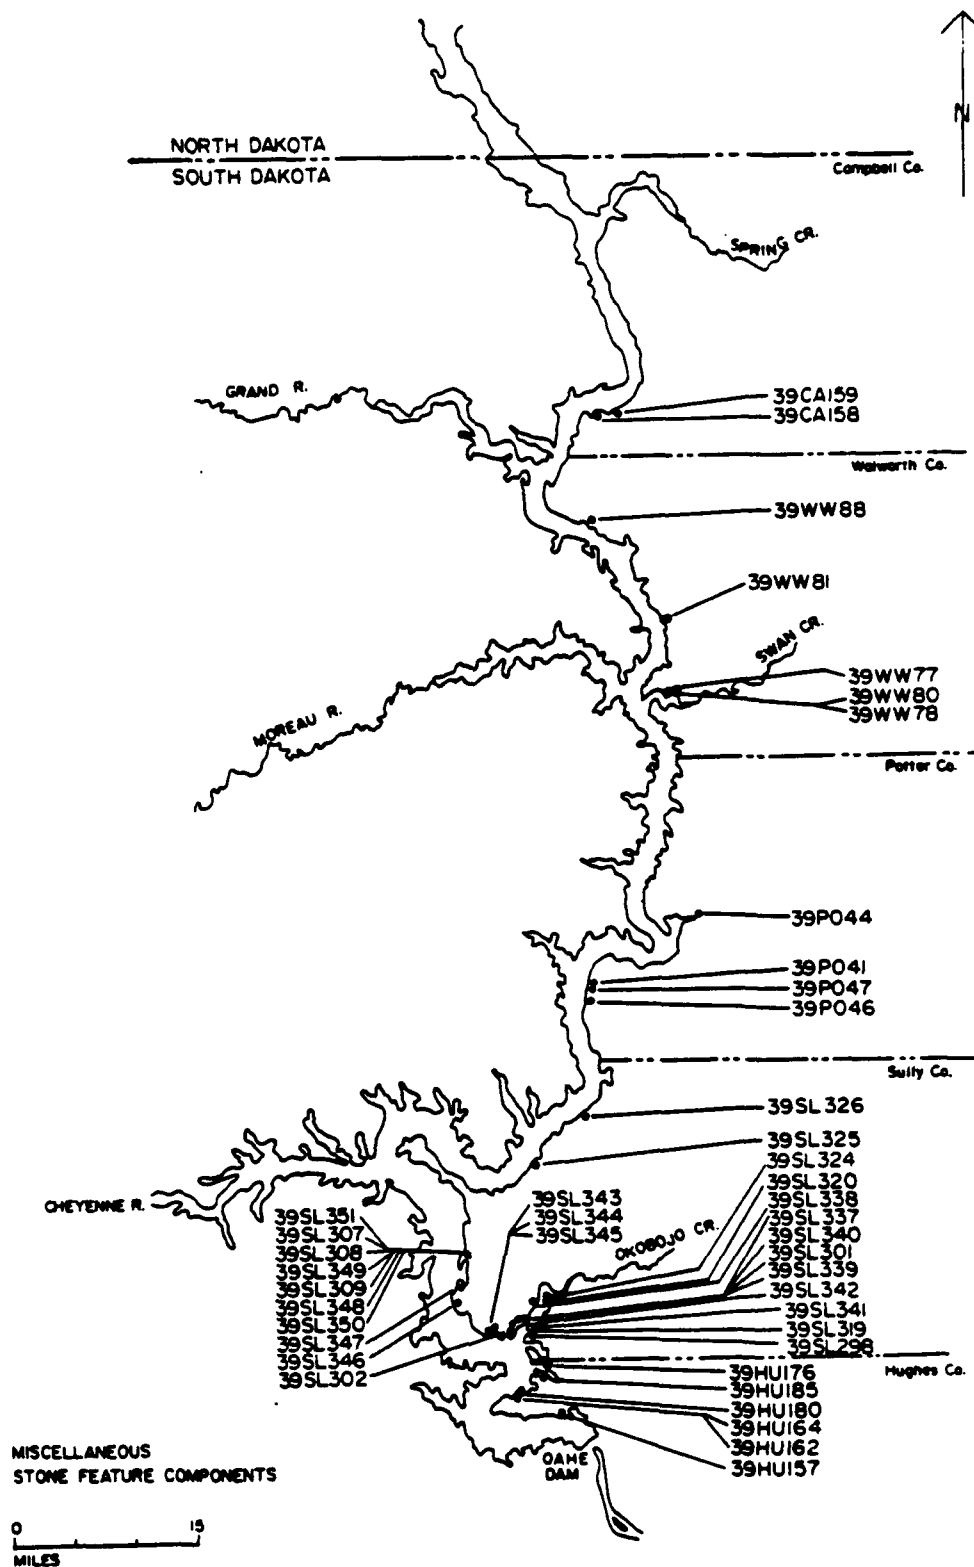 N
NORTH DAKOTA
SOUTH DAKOTA
Campbell Co.
SPRING CR.
GRAND R.
39CA159
39CA158
Walworth Co.
39WW88
39WW81
SWAN CR.
39WW77
39WW80
39WW78
MOREAU R.
Potter Co.
39PO44
39PO41
39PO47
39PO46
Sully Co.
39SL326
39SL325
39SL324
39SL320
39SL338
39SL337
39SL340
39SL301
39SL339
39SL342
39SL341
39SL319
39SL298
CHEYENNE R.
39SL343
39SL344
39SL345
OKOBOJO CR.
39SL351
39SL307
39SL308
39SL349
39SL309
39SL348
39SL350
39SL347
39SL346
39SL302
Hughes Co.
39HU176
39HU185
39HU180
39HU164
39HU162
39HU157
OAHE
DAM
MISCELLANEOUS
STONE FEATURE COMPONENTS
0 15
MILES